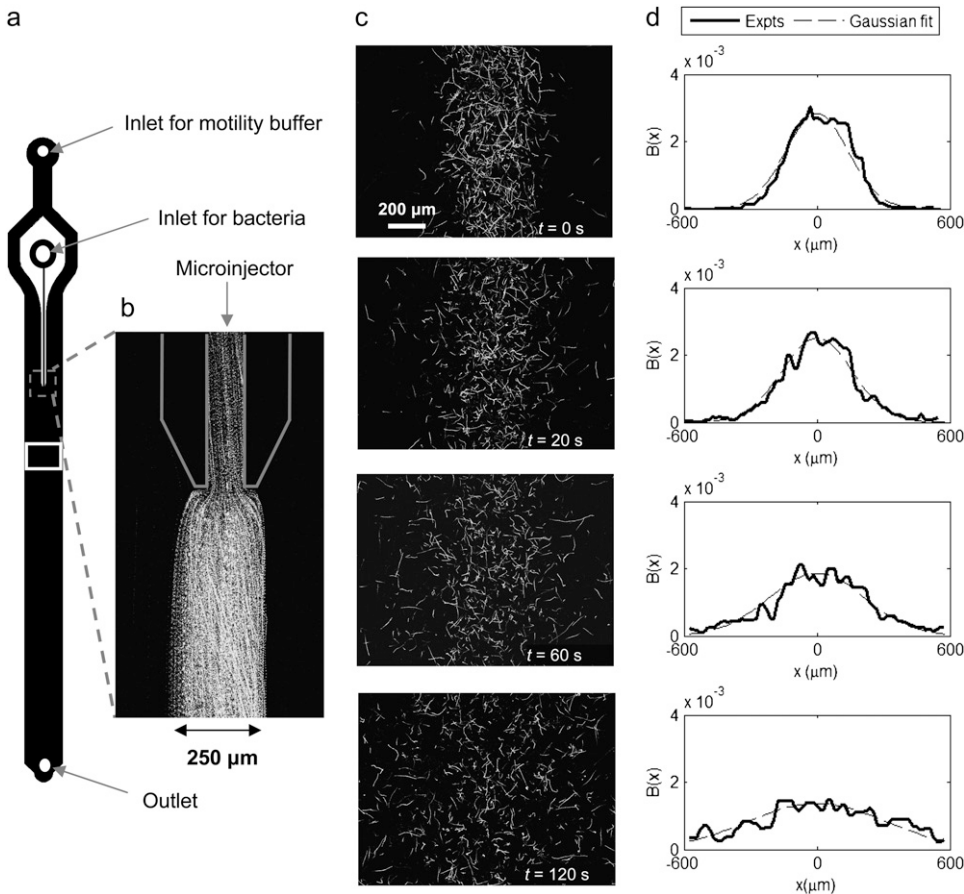 a
Inlet for motility buffer
Inlet for bacteria
Microinjector
b
250 µm
Outlet
c
200 µm
t = 0 s
t = 20 s
t = 60 s
t = 120 s
d
Expts Gaussian fit
x 10⁻³
4
2
0
B(x)
-600 0 600
x (µm)
x 10⁻³
4
2
0
B(x)
-600 0 600
x (µm)
x 10⁻³
4
2
0
B(x)
-600 0 600
x (µm)
x 10⁻³
4
2
0
B(x)
-600 0 600
x(µm)